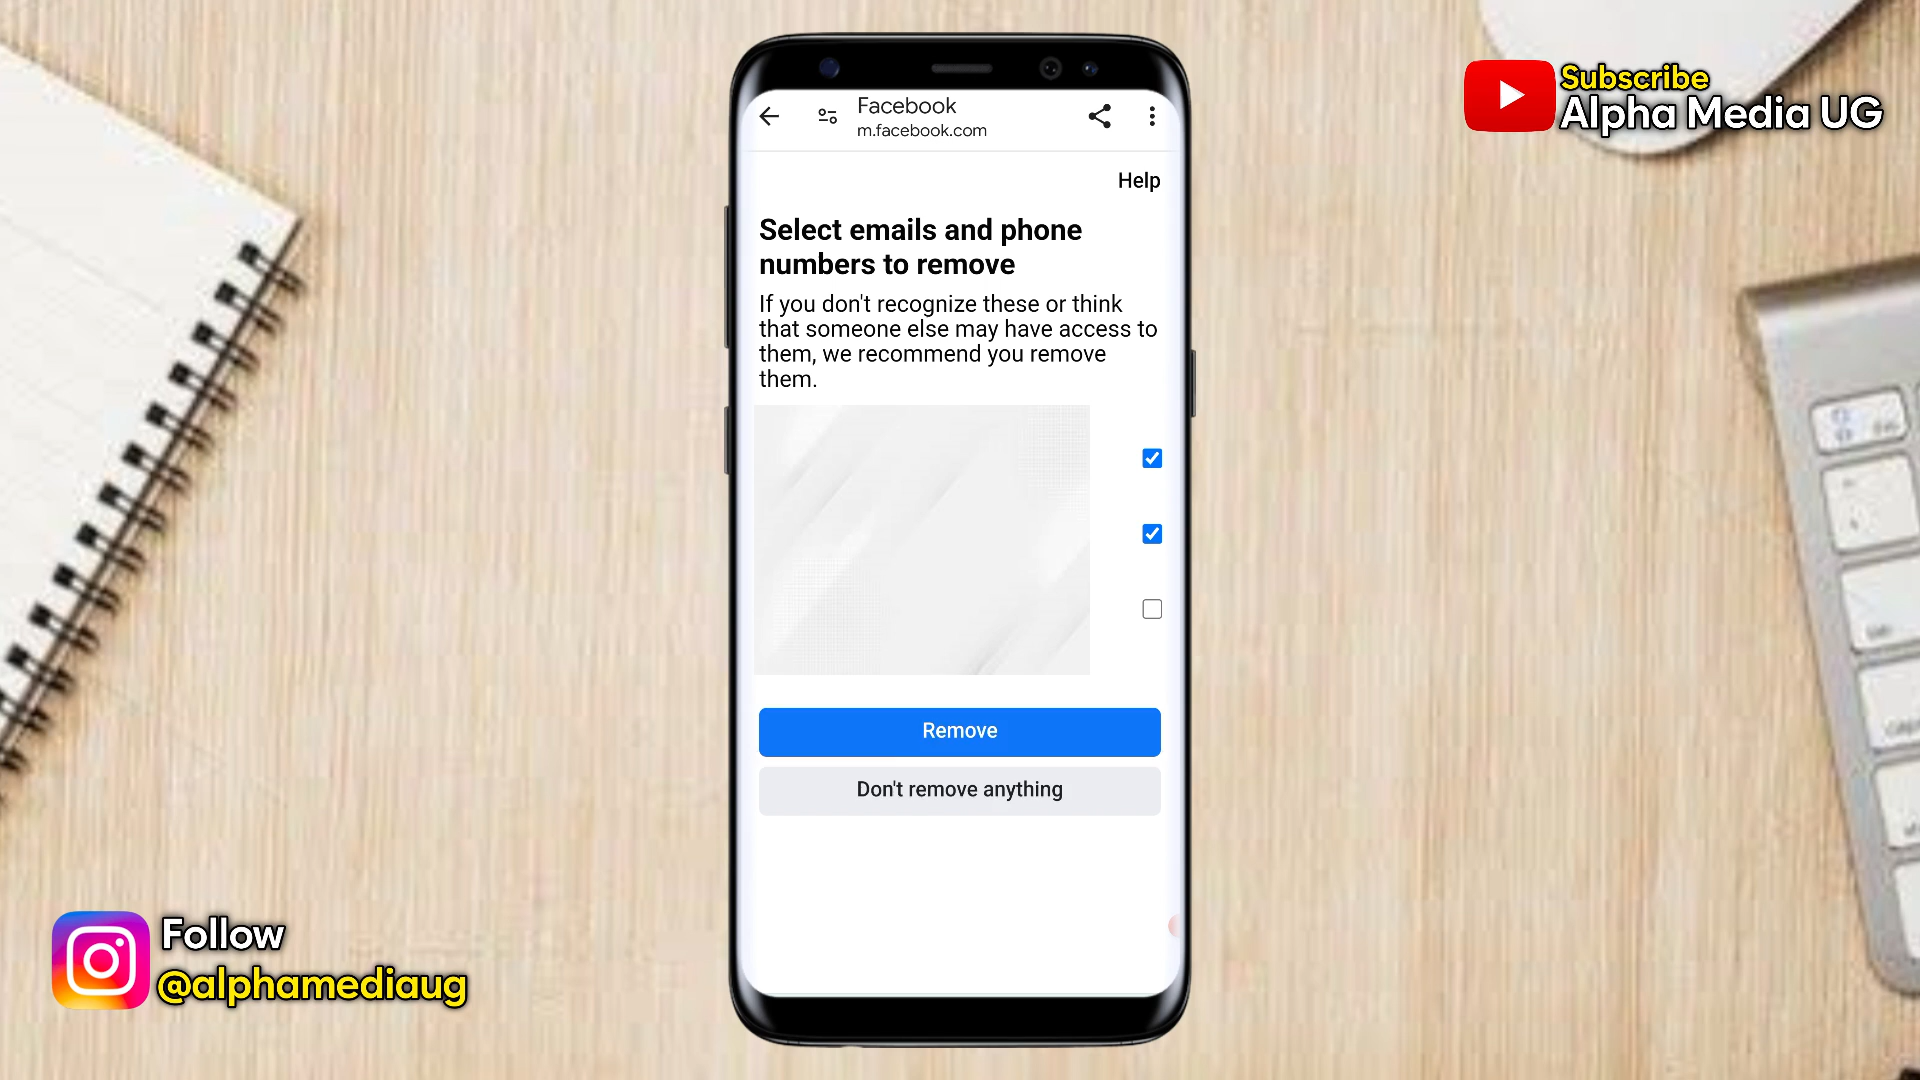 Facebook
m.facebook.com
Help
Select emails and phone
numbers to remove
If you don't recognize these or think
that someone else may have access to
them, we recommend you remove
them.
Remove
Don't remove anything
Subscribe
Alpha Media UG
Follow
@alphamediaug